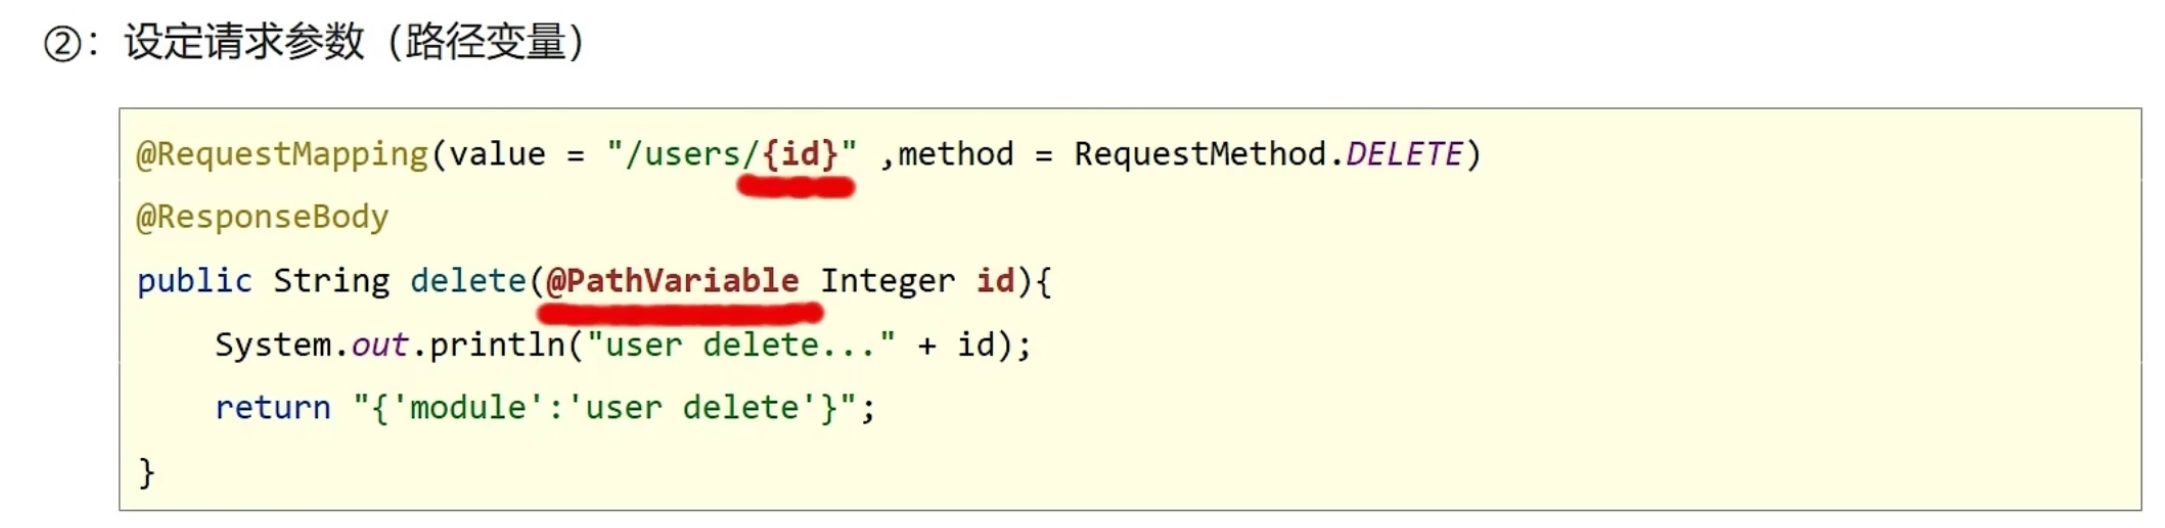 ②：设定请求参数（路径变量）
@RequestMapping(value = "/users/{id}" ,method = RequestMethod.DELETE)
@ResponseBody
public String delete(@PathVariable Integer id){
    System.out.println("user delete..." + id);
    return "{'module':'user delete'}";
}